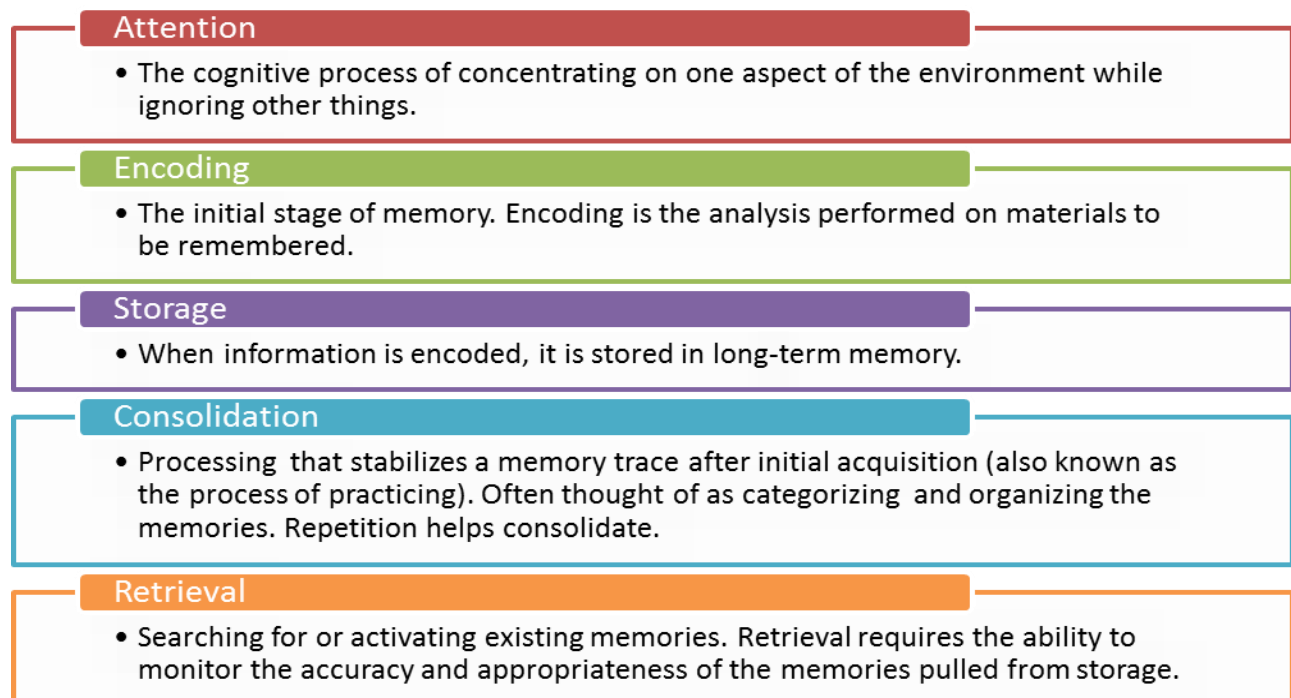 Attention
• The cognitive process of concentrating on one aspect of the environment while
ignoring other things.
Encoding
• The initial stage of memory. Encoding is the analysis performed on materials to
be remembered.
Storage
• When information is encoded, it is stored in long-term memory.
Consolidation
• Processing that stabilizes a memory trace after initial acquisition (also known as
the process of practicing). Often thought of as categorizing and organizing the
memories. Repetition helps consolidate.
Retrieval
• Searching for or activating existing memories. Retrieval requires the ability to
monitor the accuracy and appropriateness of the memories pulled from storage.